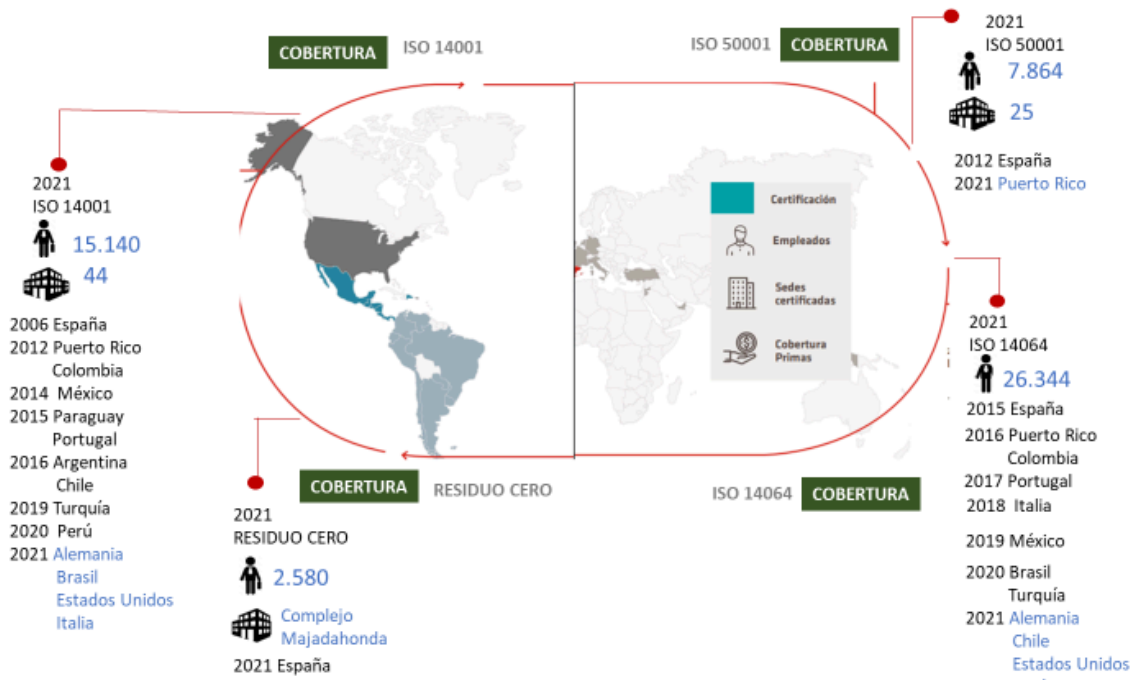 COBERTURA
ISO 14001
ISO 50001
COBERTURA
2021
ISO 50001
7.864
25
2012 España
2021 Puerto Rico
2021
ISO 14001
15.140
44
2006 España
2012 Puerto Rico
Colombia
2014 México
2015 Paraguay
Portugal
2016 Argentina
Chile
2019 Turquía
2020 Perú
2021 Alemania
Brasil
Estados Unidos
Italia
Certificación
Empleados
Sedes
certificadas
Cobertura
Primas
2021
ISO 14064
26.344
2015 España
2016 Puerto Rico
Colombia
2017 Portugal
2018 Italia
2019 México
2020 Brasil
Turquía
2021 Alemania
Chile
Estados Unidos
COBERTURA
RESIDUO CERO
ISO 14064
COBERTURA
2021
RESIDUO CERO
2.580
Complejo
Majadahonda
2021 España